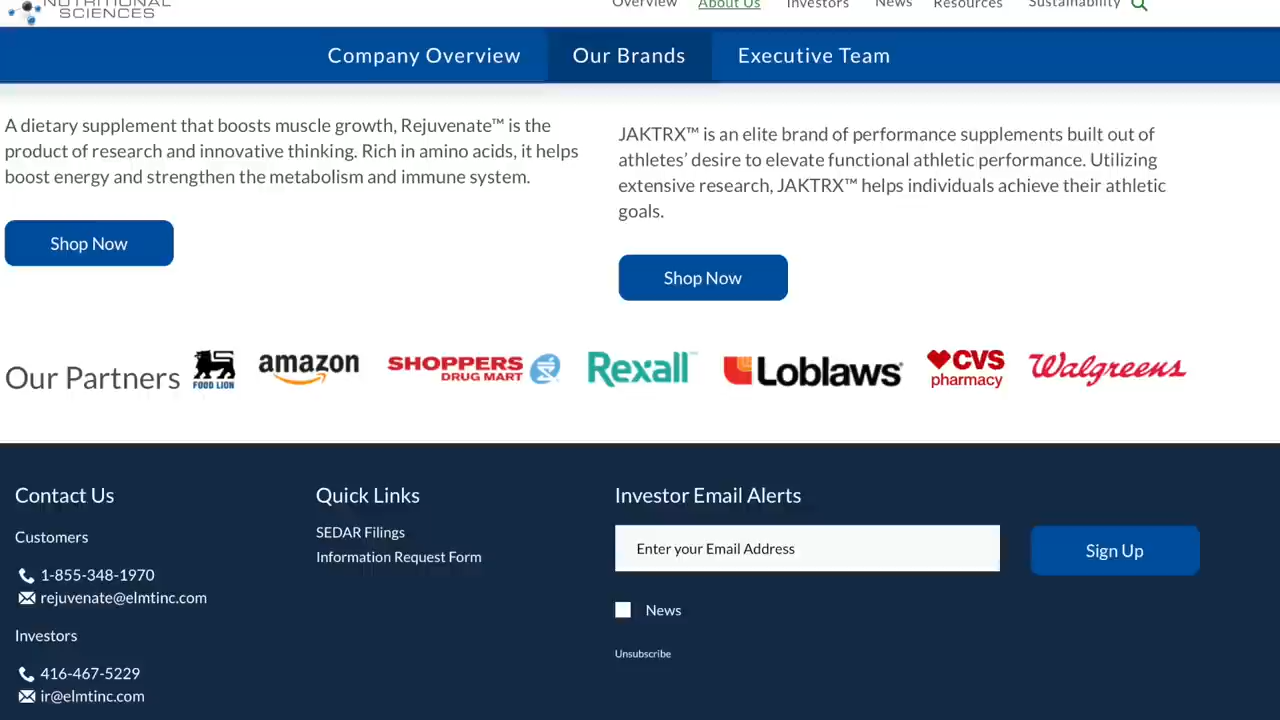 NUTRITIONAL
SCIENCES
Overview About Us Investors News Resources Sustainability
Company Overview Our Brands Executive Team
A dietary supplement that boosts muscle growth, Rejuvenate™ is the
product of research and innovative thinking. Rich in amino acids, it helps
boost energy and strengthen the metabolism and immune system.
Shop Now
JAKTRX™ is an elite brand of performance supplements built out of
athletes’ desire to elevate functional athletic performance. Utilizing
extensive research, JAKTRX™ helps individuals achieve their athletic
goals.
Shop Now
Our Partners
FOOD LION
amazon
SHOPPERS
DRUG MART
Rexall™
Loblaws
CVS
pharmacy
Walgreens
Contact Us
Customers
1-855-348-1970
rejuvenate@elmtinc.com
Investors
416-467-5229
ir@elmtinc.com
Quick Links
SEDAR Filings
Information Request Form
Investor Email Alerts
Enter your Email Address
Sign Up
News
Unsubscribe